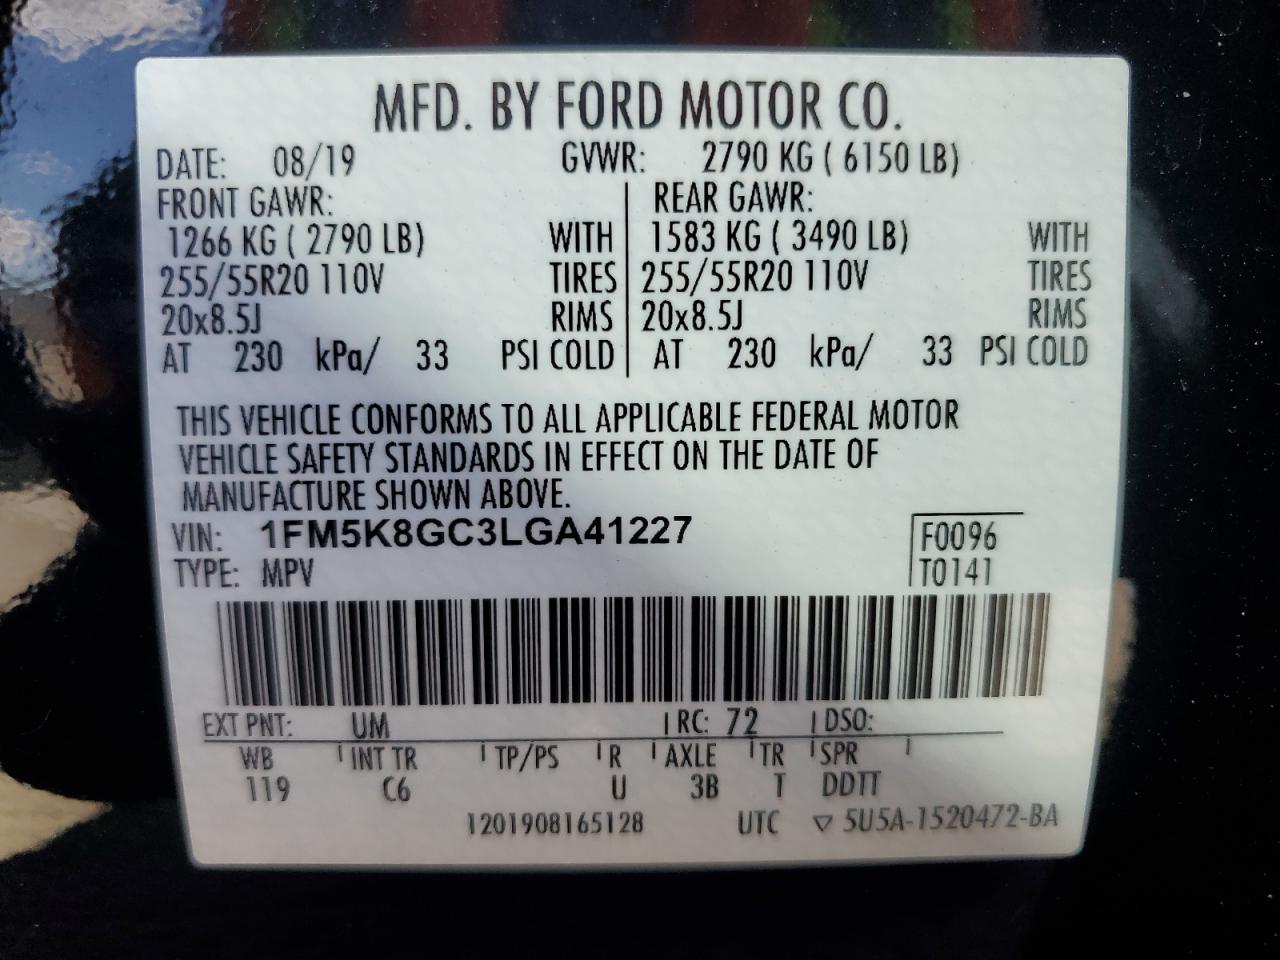 MFD. BY FORD MOTOR CO.
DATE: 08/19 GVWR: 2790 KG ( 6150 LB)
FRONT GAWR: REAR GAWR:
1266 KG ( 2790 LB) WITH 1583 KG ( 3490 LB) WITH
255/55R20 110V TIRES 255/55R20 110V TIRES
20x8.5J RIMS 20x8.5J RIMS
AT 230 kPa/ 33 PSI COLD AT 230 kPa/ 33 PSI COLD
THIS VEHICLE CONFORMS TO ALL APPLICABLE FEDERAL MOTOR
VEHICLE SAFETY STANDARDS IN EFFECT ON THE DATE OF
MANUFACTURE SHOWN ABOVE.
VIN: 1FM5K8GC3LGA41227 F0096
TYPE: MPV T0141
EXT PNT: UM RC: 72 DSO:
WB INT TR TP/PS R AXLE TR SPR
119 C6 U 3B T DDTT
1201908165128 UTC ▽ 5U5A-1520472-BA